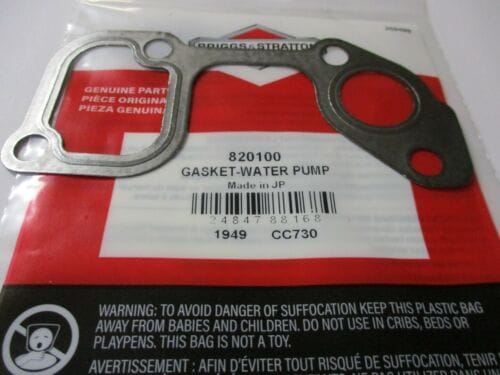 BRIGGS & STRATTON
GENUINE PARTS
PIÈCE ORIGINAL
PIEZA GENUINA
820100
GASKET-WATER PUMP
Made in JP
24847 88168
1949 CC730
WARNING: TO AVOID DANGER OF SUFFOCATION KEEP THIS PLASTIC BAG
AWAY FROM BABIES AND CHILDREN. DO NOT USE IN CRIBS, BEDS OR
PLAYPENS. THIS BAG IS NOT A TOY.
AVERTISSEMENT : AFIN D'ÉVITER TOUT RISQUE DE SUFFOCATION, TENIR